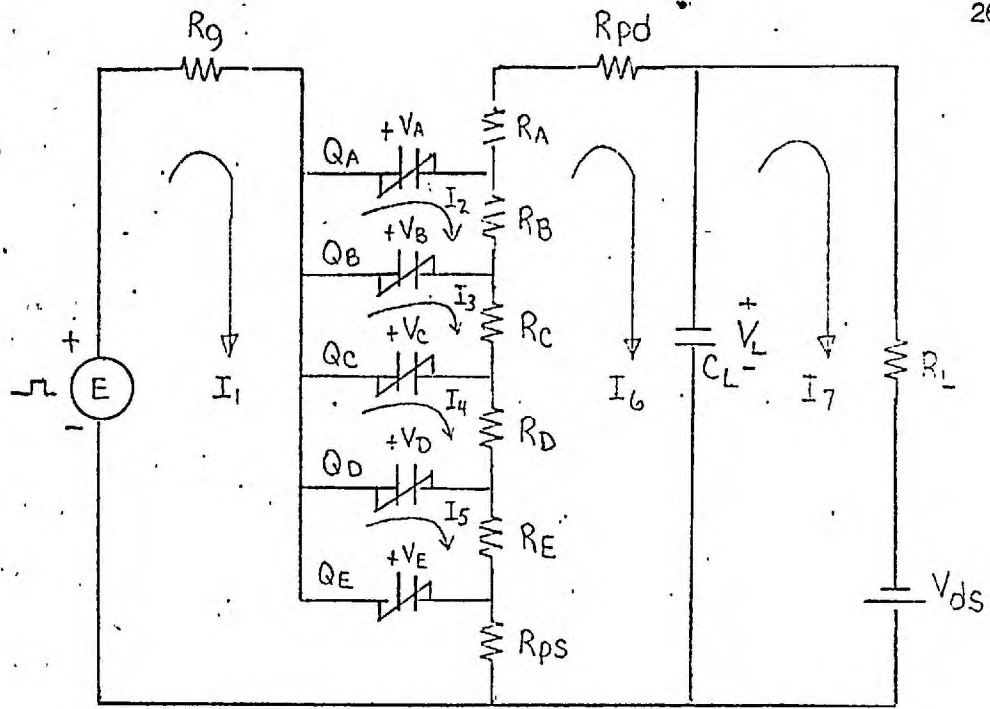 26
Rg
Rpd
+ VA
QA
RA
I2
RB
+ VB
QB
I3
RC
+ VC
QC
I4
RD
+ VD
QD
I5
RE
+ VE
QE
Rps
+
E
-
I1
I6
CL
+
VL
-
I7
RL
Vds